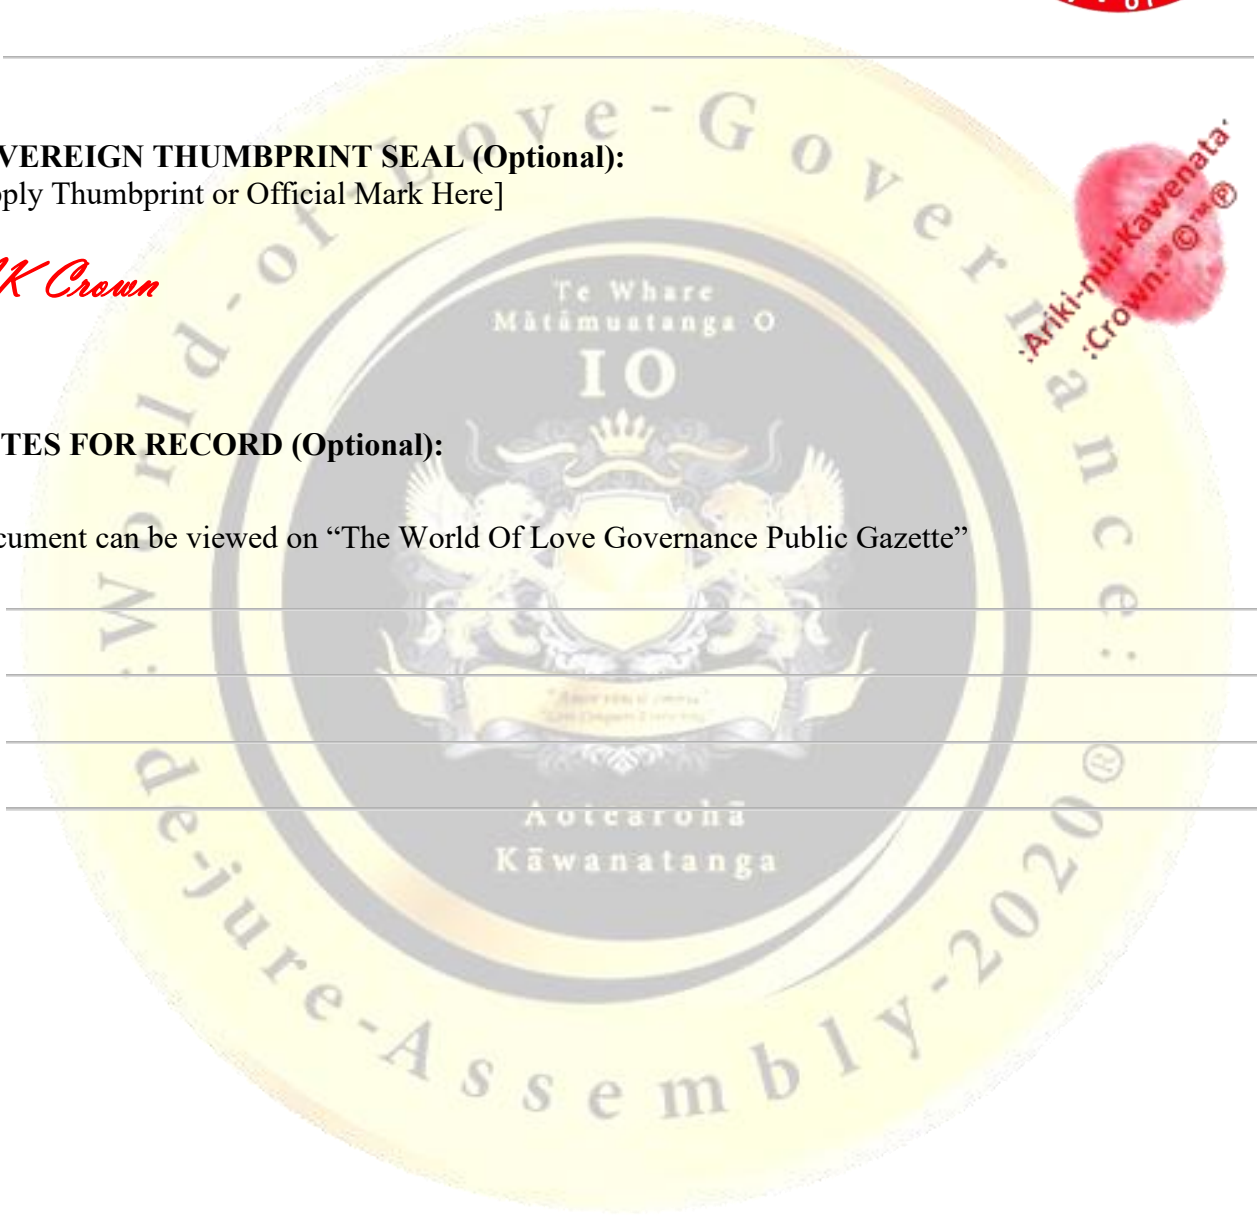 VEREIGN THUMBPRINT SEAL (Optional):
pply Thumbprint or Official Mark Here]
K Crown
:Ariki-nui-Kawenata-
:Crown:®©™℗
TES FOR RECORD (Optional):
cument can be viewed on “The World Of Love Governance Public Gazette”
:World-of-Love-Governance:
Te Whare
Mātāmuatanga O
IO
Aotearohā
Kāwanatanga
de-jure-Assembly-2020®